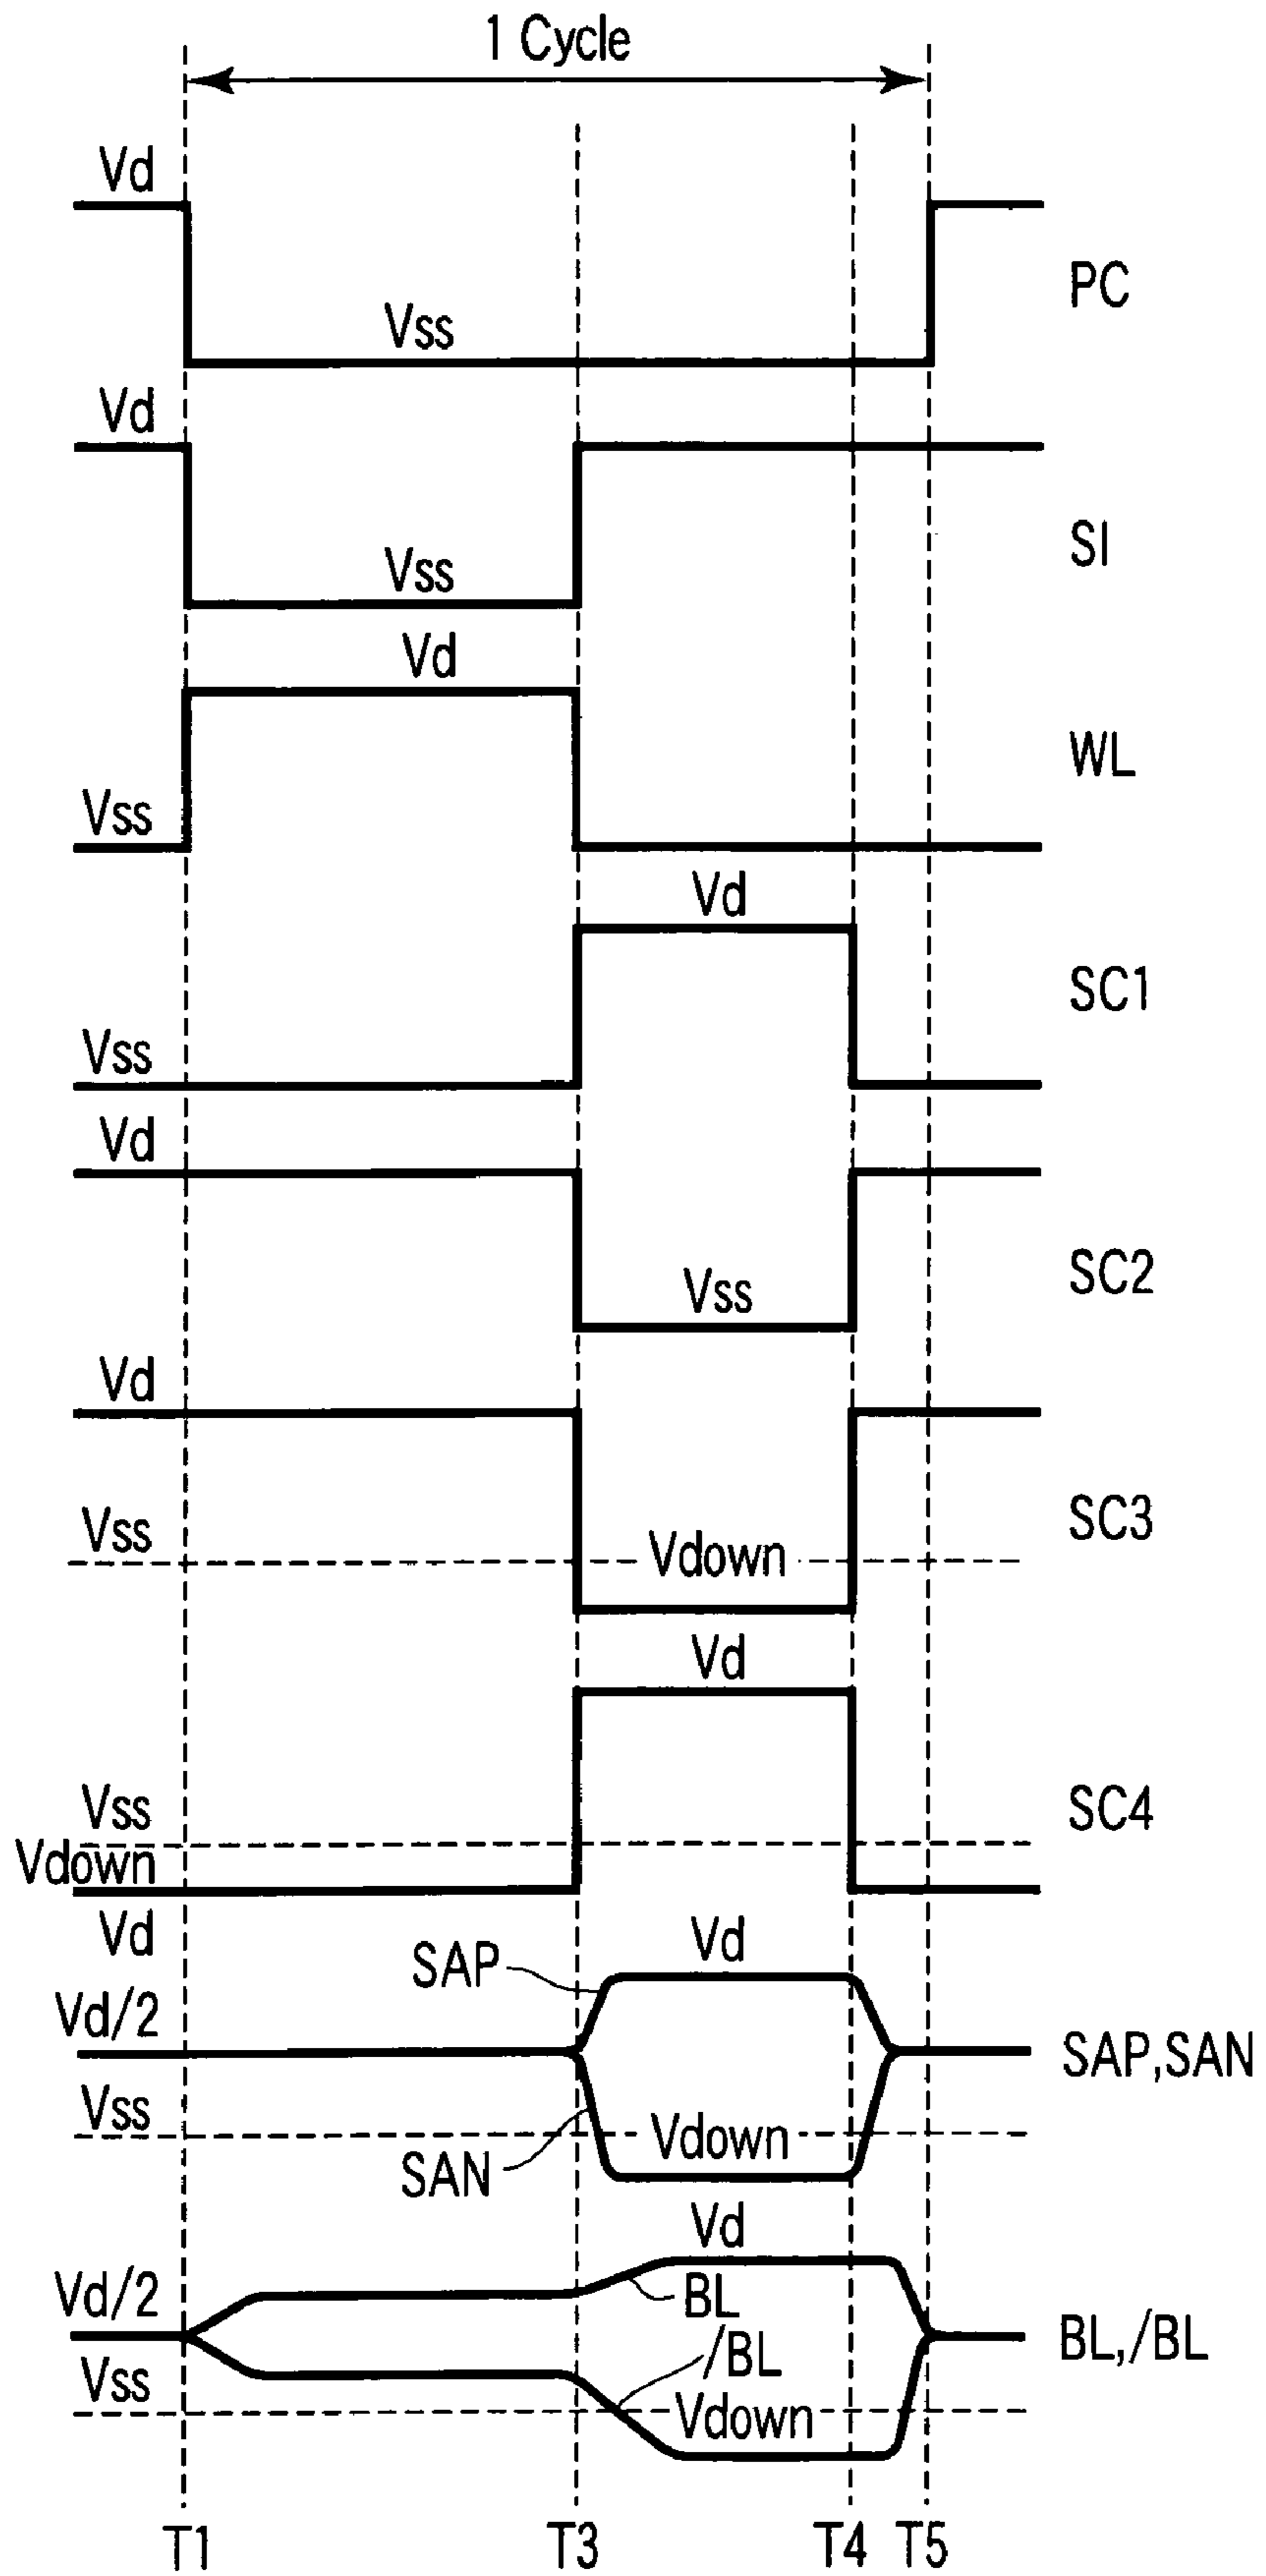 1 Cycle
Vd
Vss
PC
Vd
Vss
SI
Vd
Vss
WL
Vd
Vss
SC1
Vd
Vss
SC2
Vd
Vss
Vdown
SC3
Vd
Vss
Vdown
SC4
Vd
SAP
Vd
Vd/2
SAP,SAN
Vss
Vdown
SAN
Vd
Vd/2
BL
BL,/BL
/BL
Vss
Vdown
T1 T3 T4 T5